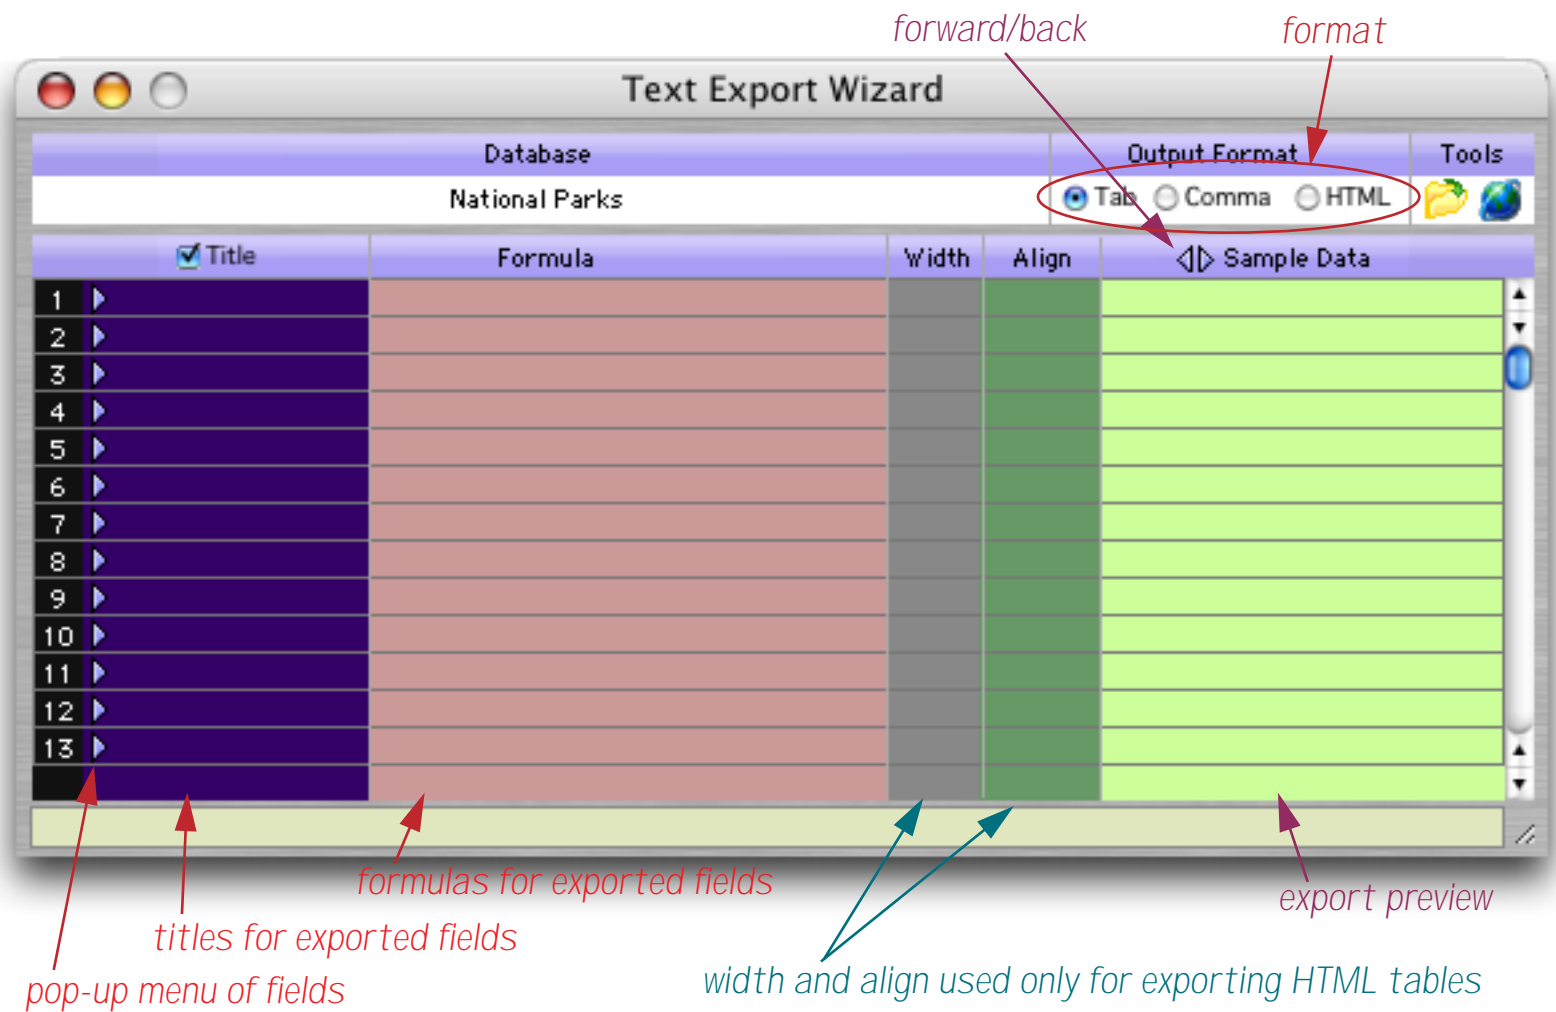 forward/back
format
Text Export Wizard
Database
Output Format
Tools
National Parks
Tab
Comma
HTML
Title
Formula
Width
Align
Sample Data
1
2
3
4
5
6
7
8
9
10
11
12
13
formulas for exported fields
export preview
titles for exported fields
width and align used only for exporting HTML tables
pop-up menu of fields